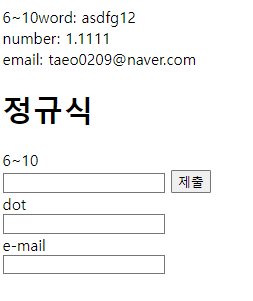 6~10word: asdfg12
number: 1.1111
email: taeo0209@naver.com
정규식
6~10
제출
dot
e-mail